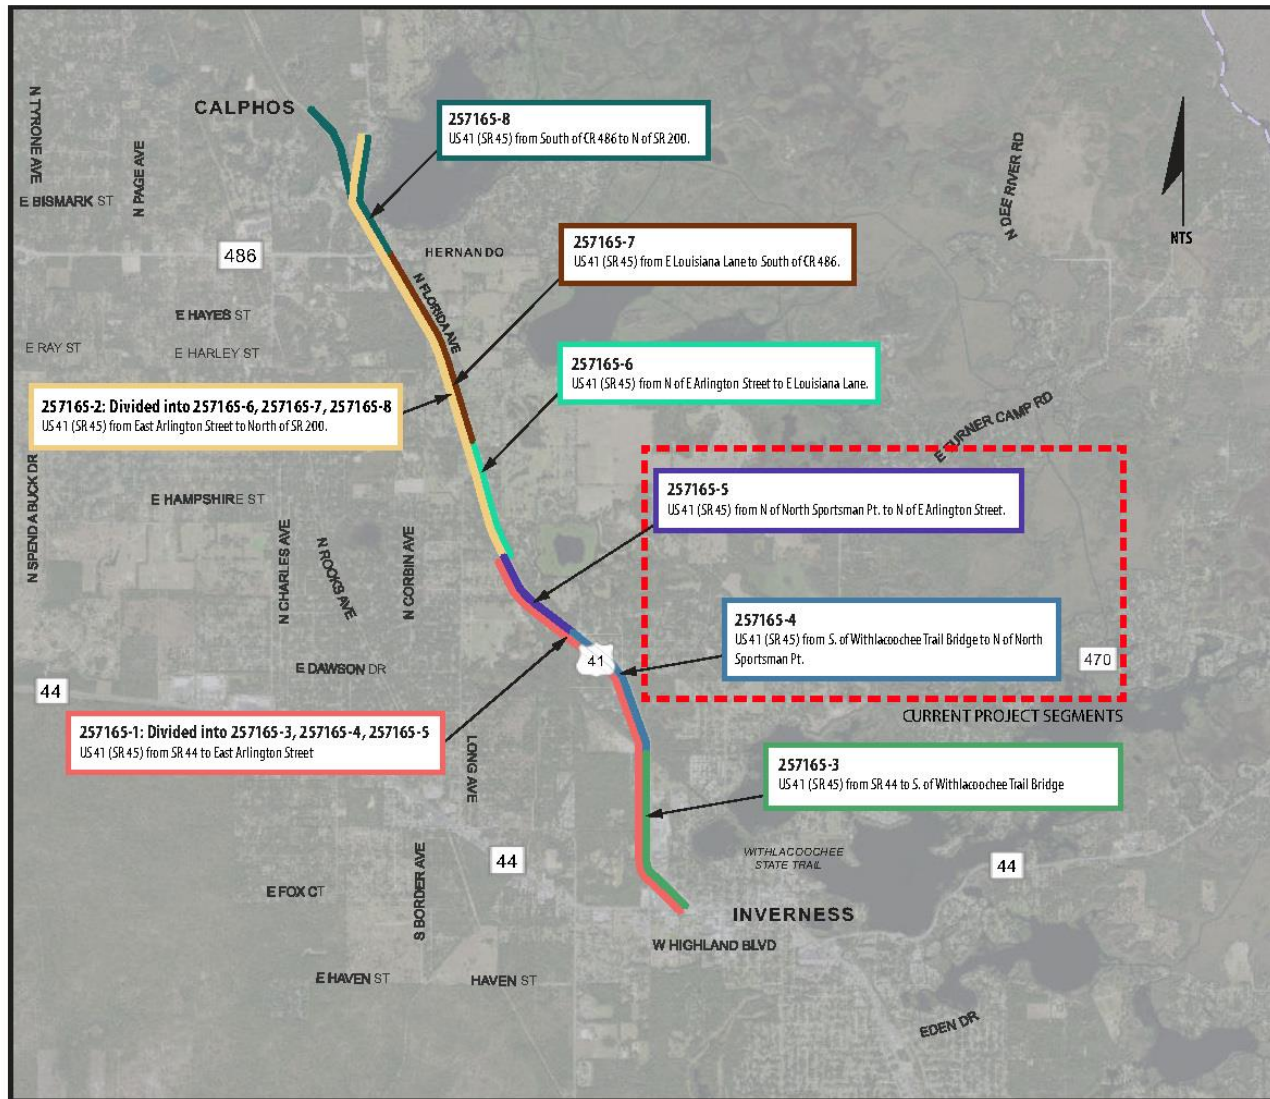 CALPHOS
N TYRONE AVE
N PAGE AVE
E BISMARK ST
257165-8
US 41 (SR 45) from South of CR 486 to N of SR 200.
N DEE RIVER RD
NTS
486
HERNANDO
N FLORIDA AVE
257165-7
US 41 (SR 45) from E Louisiana Lane to South of CR 486.
E HAYES ST
E RAY ST
E HARLEY ST
257165-6
US 41 (SR 45) from N of E Arlington Street to E Louisiana Lane.
257165-2: Divided into 257165-6, 257165-7, 257165-8
US 41 (SR 45) from East Arlington Street to North of SR 200.
E TURNER CAMP RD
N SPEND A BUCK DR
E HAMPSHIRE ST
N CHARLES AVE
N ROOKS AVE
N CORBIN AVE
257165-5
US 41 (SR 45) from N of North Sportsman Pt. to N of E Arlington Street.
257165-4
US 41 (SR 45) from S. of Withlacoochee Trail Bridge to N of North
Sportsman Pt.
470
41
E DAWSON DR
44
CURRENT PROJECT SEGMENTS
257165-1: Divided into 257165-3, 257165-4, 257165-5
US 41 (SR 45) from SR 44 to East Arlington Street
LONG AVE
257165-3
US 41 (SR 45) from SR 44 to S. of Withlacoochee Trail Bridge
WITHLACOOCHEE
STATE TRAIL
44
44
E FOX CT
S BORDER AVE
INVERNESS
W HIGHLAND BLVD
E HAVEN ST
HAVEN ST
EDEN DR